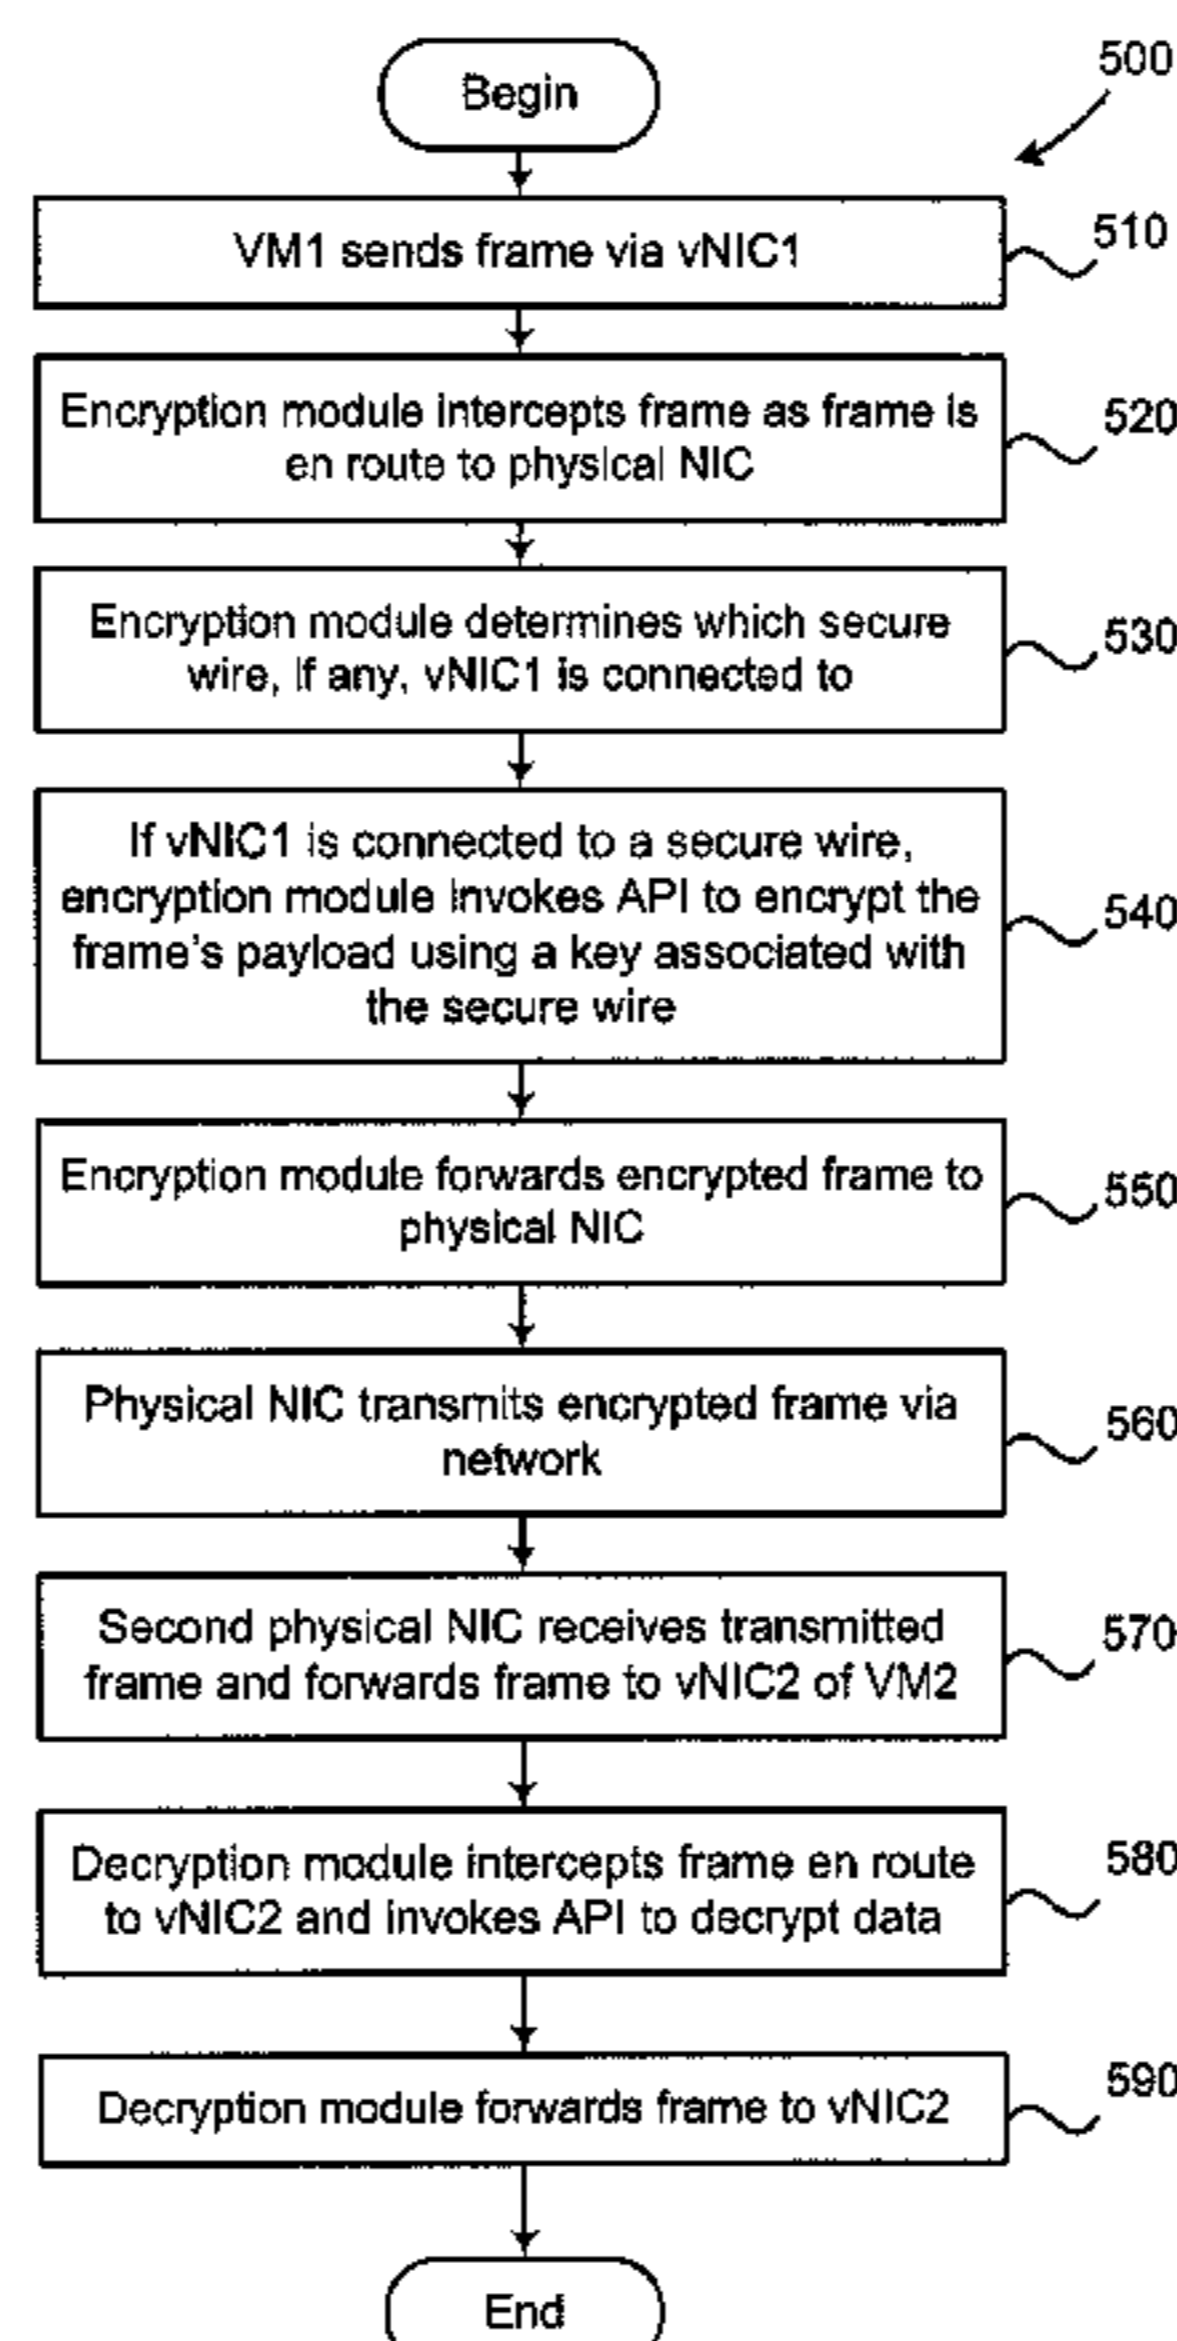 Begin
500
VM1 sends frame via vNIC1
510
Encryption module intercepts frame as frame is
en route to physical NIC
520
Encryption module determines which secure
wire, If any, vNIC1 is connected to
530
If vNIC1 is connected to a secure wire,
encryption module invokes API to encrypt the
frame's payload using a key associated with
the secure wire
540
Encryption module forwards encrypted frame to
physical NIC
550
Physical NIC transmits encrypted frame via
network
560
Second physical NIC receives transmitted
frame and forwards frame to vNIC2 of VM2
570
Decryption module intercepts frame en route
to vNIC2 and invokes API to decrypt data
580
Decryption module forwards frame to vNIC2
590
End